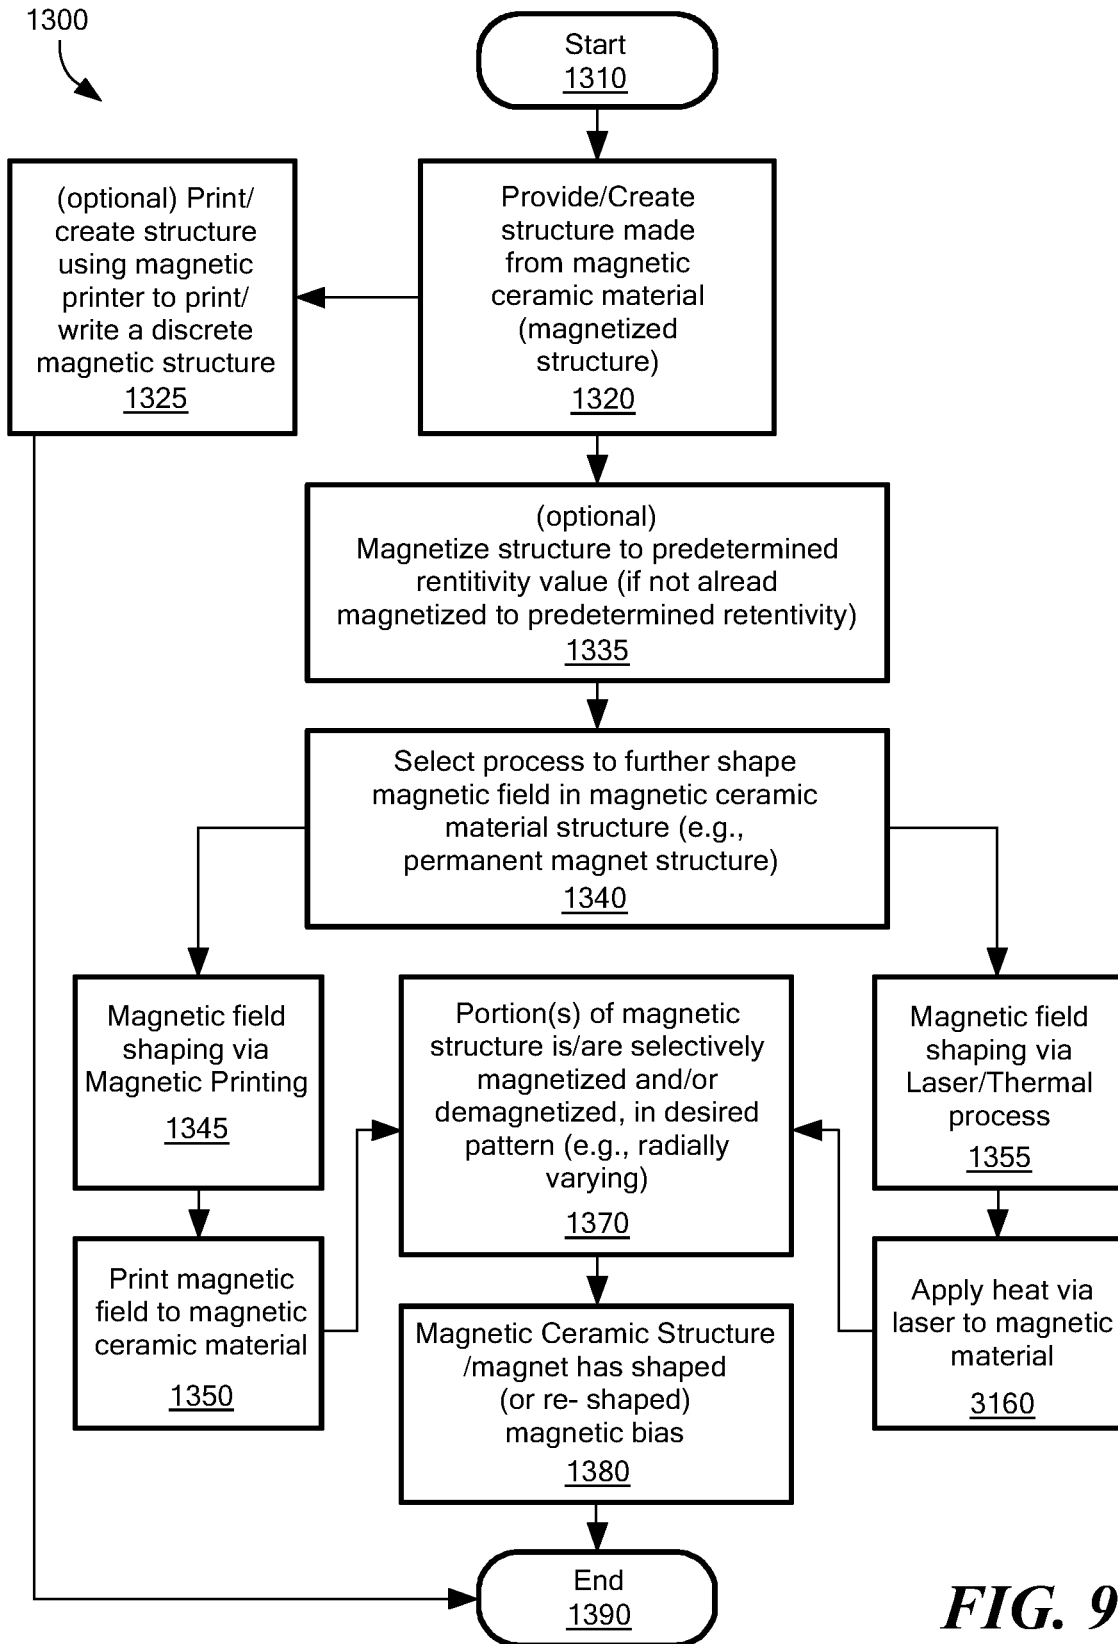 1300
Start
1310
(optional) Print/
create structure
using magnetic
printer to print/
write a discrete
magnetic structure
1325
Provide/Create
structure made
from magnetic
ceramic material
(magnetized
structure)
1320
(optional)
Magnetize structure to predetermined
rentitivity value (if not alread
magnetized to predetermined retentivity)
1335
Select process to further shape
magnetic field in magnetic ceramic
material structure (e.g.,
permanent magnet structure)
1340
Magnetic field
shaping via
Magnetic Printing
1345
Portion(s) of magnetic
structure is/are selectively
magnetized and/or
demagnetized, in desired
pattern (e.g., radially
varying)
1370
Magnetic field
shaping via
Laser/Thermal
process
1355
Print magnetic
field to magnetic
ceramic material
1350
Magnetic Ceramic Structure
/magnet has shaped
(or re- shaped)
magnetic bias
1380
Apply heat via
laser to magnetic
material
3160
End
1390
FIG. 9